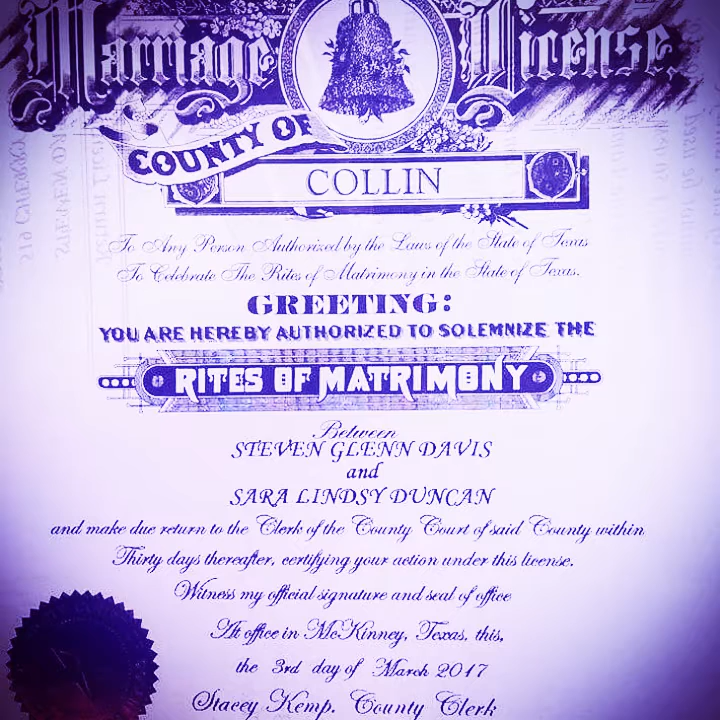 Marriage License
COUNTY OF
COLLIN
To Any Person Authorized by the Laws of the State of Texas
To Celebrate The Rites of Matrimony in the State of Texas.
GREETING:
YOU ARE HEREBY AUTHORIZED TO SOLEMNIZE THE
RITES OF MATRIMONY
Between
STEVEN GLENN DAVIS
and
SARA LINDSY DUNCAN
and make due return to the Clerk of the County Court of said County within
Thirty days thereafter, certifying your action under this license.
Witness my official signature and seal of office
At office in McKinney, Texas, this,
the 3rd day of March 2017
Stacey Kemp. County Clerk